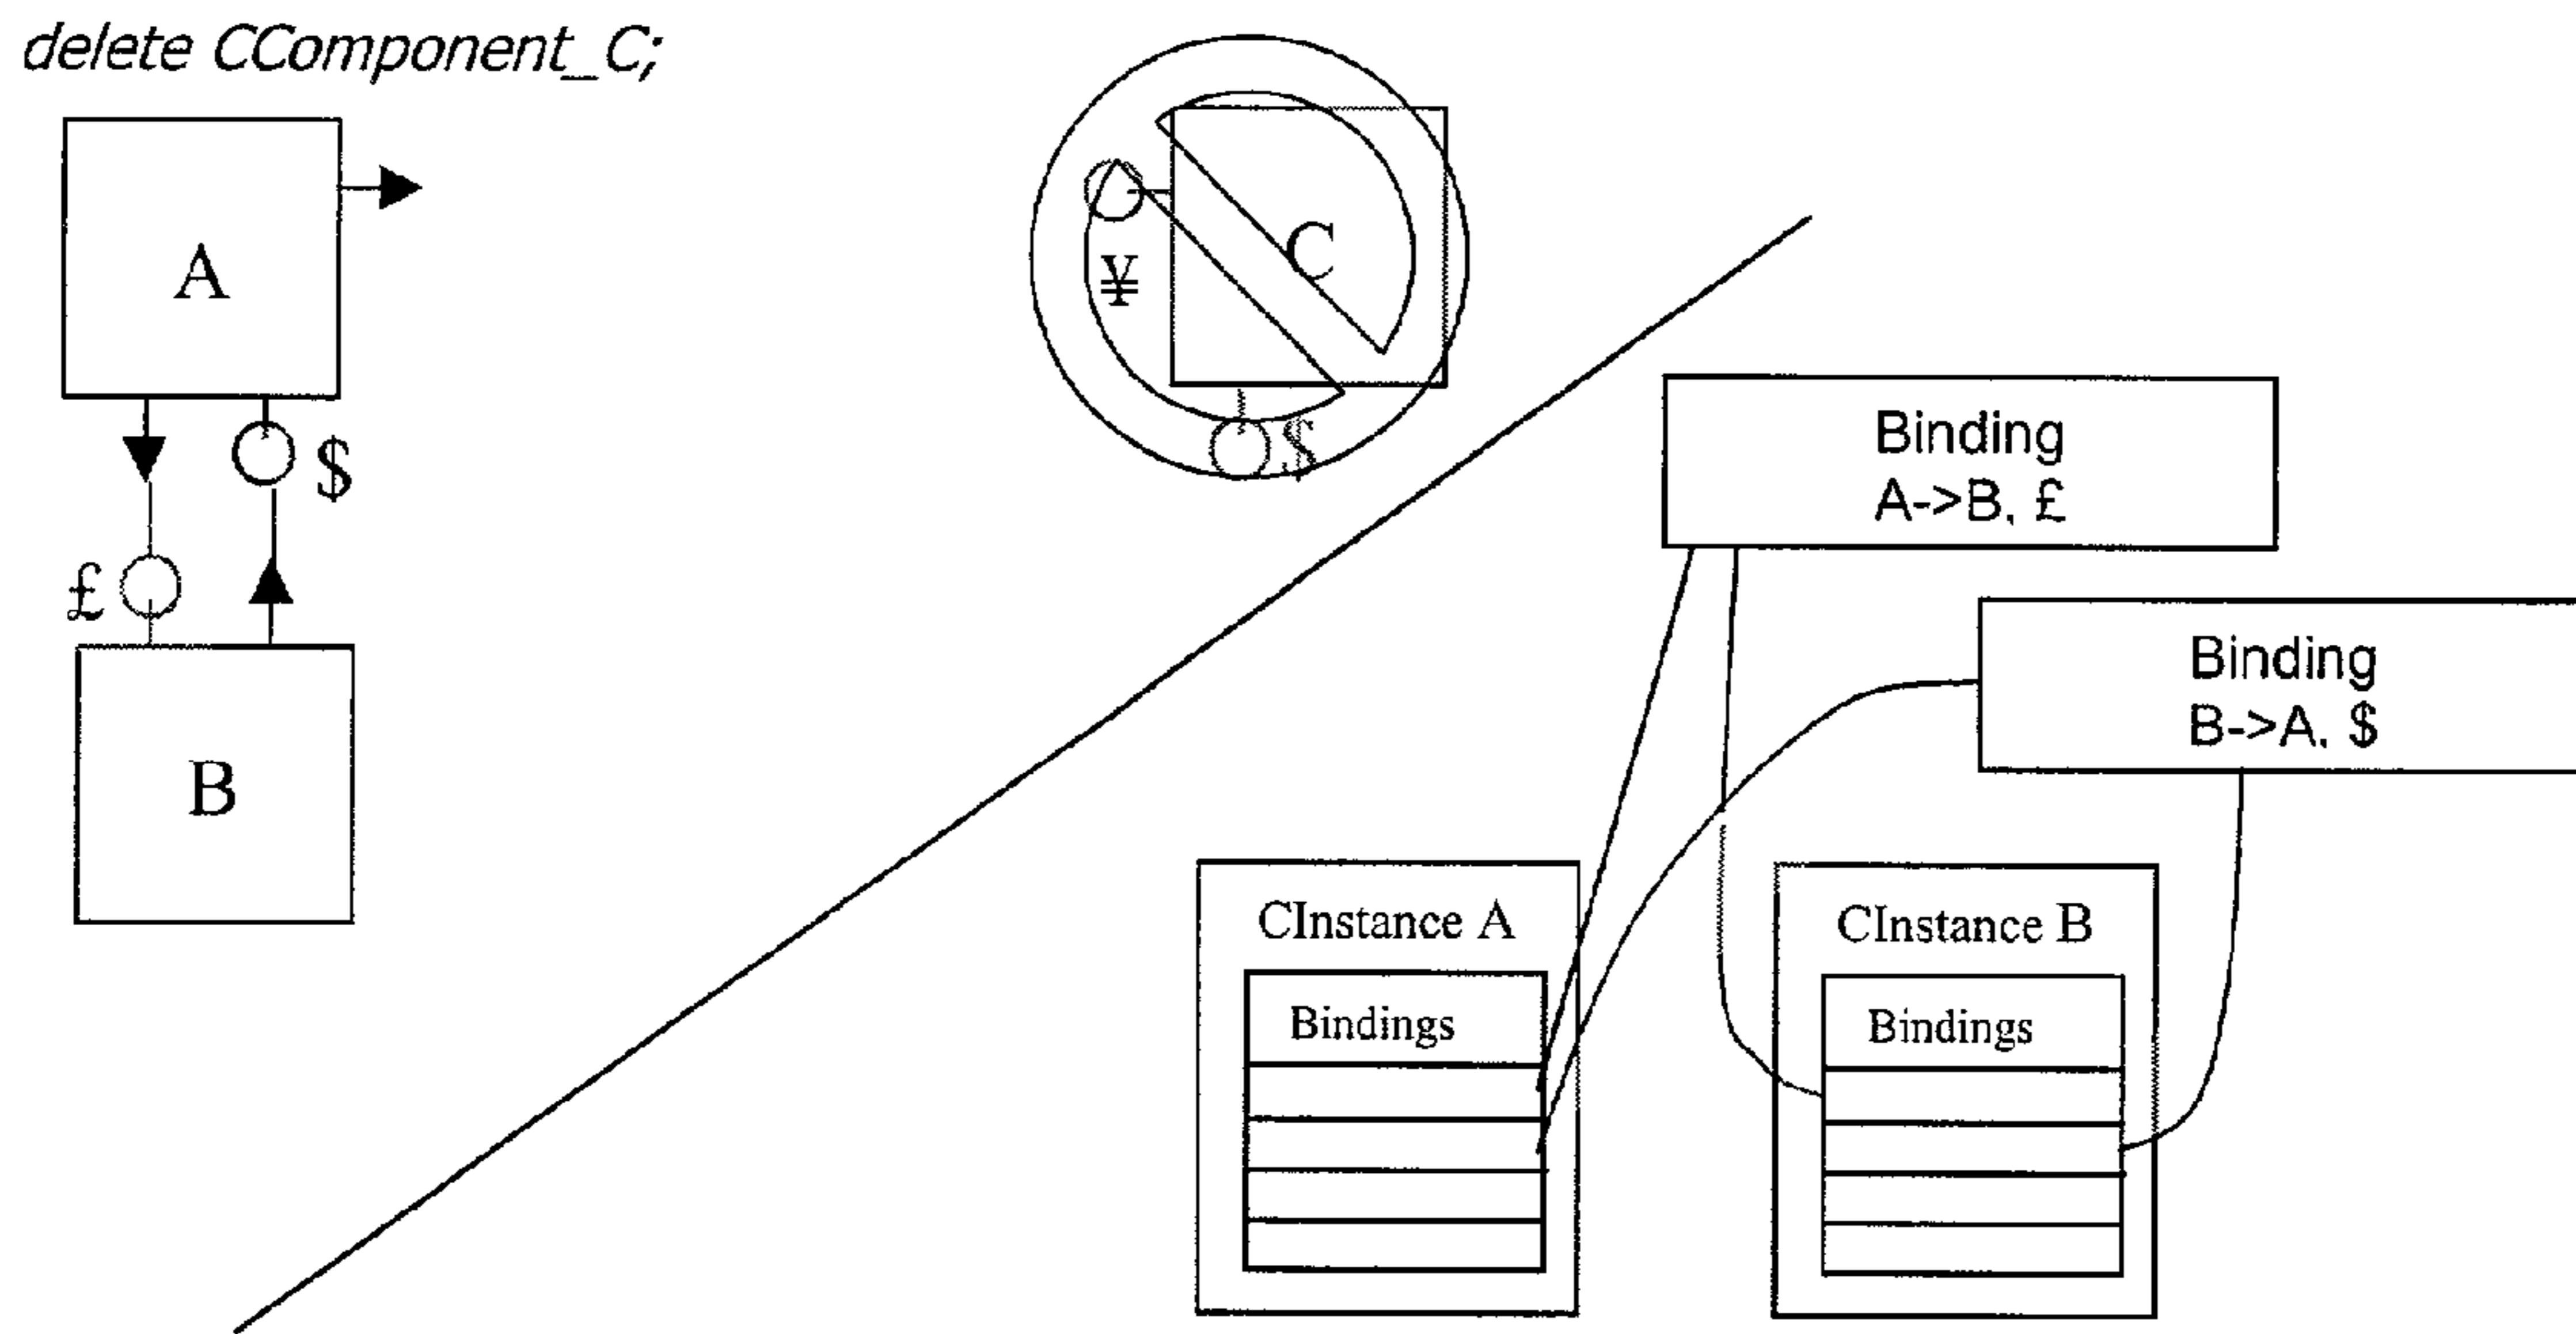 delete CComponent_C;
A
$
£
B
C
¥
$
Binding
A->B, £
Binding
B->A, $
CInstance A
Bindings
CInstance B
Bindings